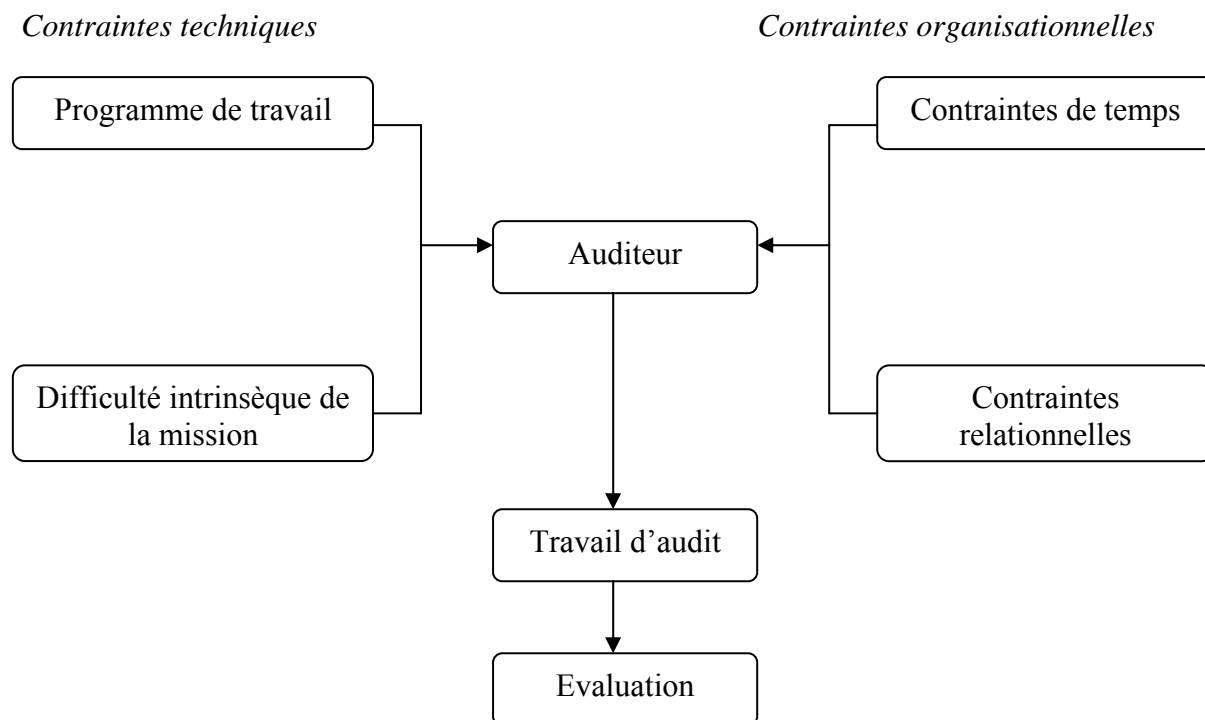 Contraintes techniques
Contraintes organisationnelles
Programme de travail
Contraintes de temps
Auditeur
Difficulté intrinsèque de
la mission
Contraintes
relationnelles
Travail d’audit
Evaluation